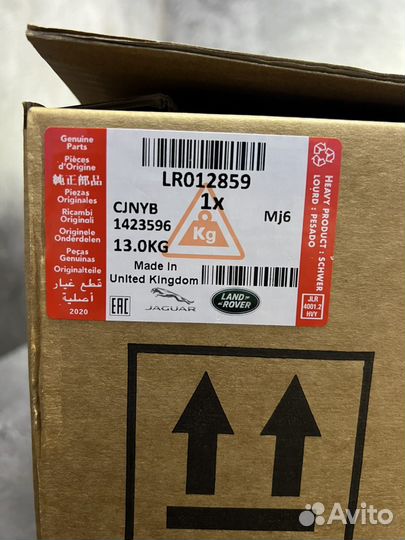 Genuine
Parts
Pièces
d'Origine
純正部品
Piezas
Originales
Ricambi
Originali
Originele
Onderdelen
Peças
Genuinas
Originalteile
قطع غيار
أصلية
2020
LR012859
1x
CJNYB
1423596
Mj6
13.0KG
Kg
Made In
United Kingdom
EAC
JAGUAR
LAND
ROVER
HEAVY PRODUCT : SCHWER
LOURD : PESADO
JLR
4001.2
HVY
Avito